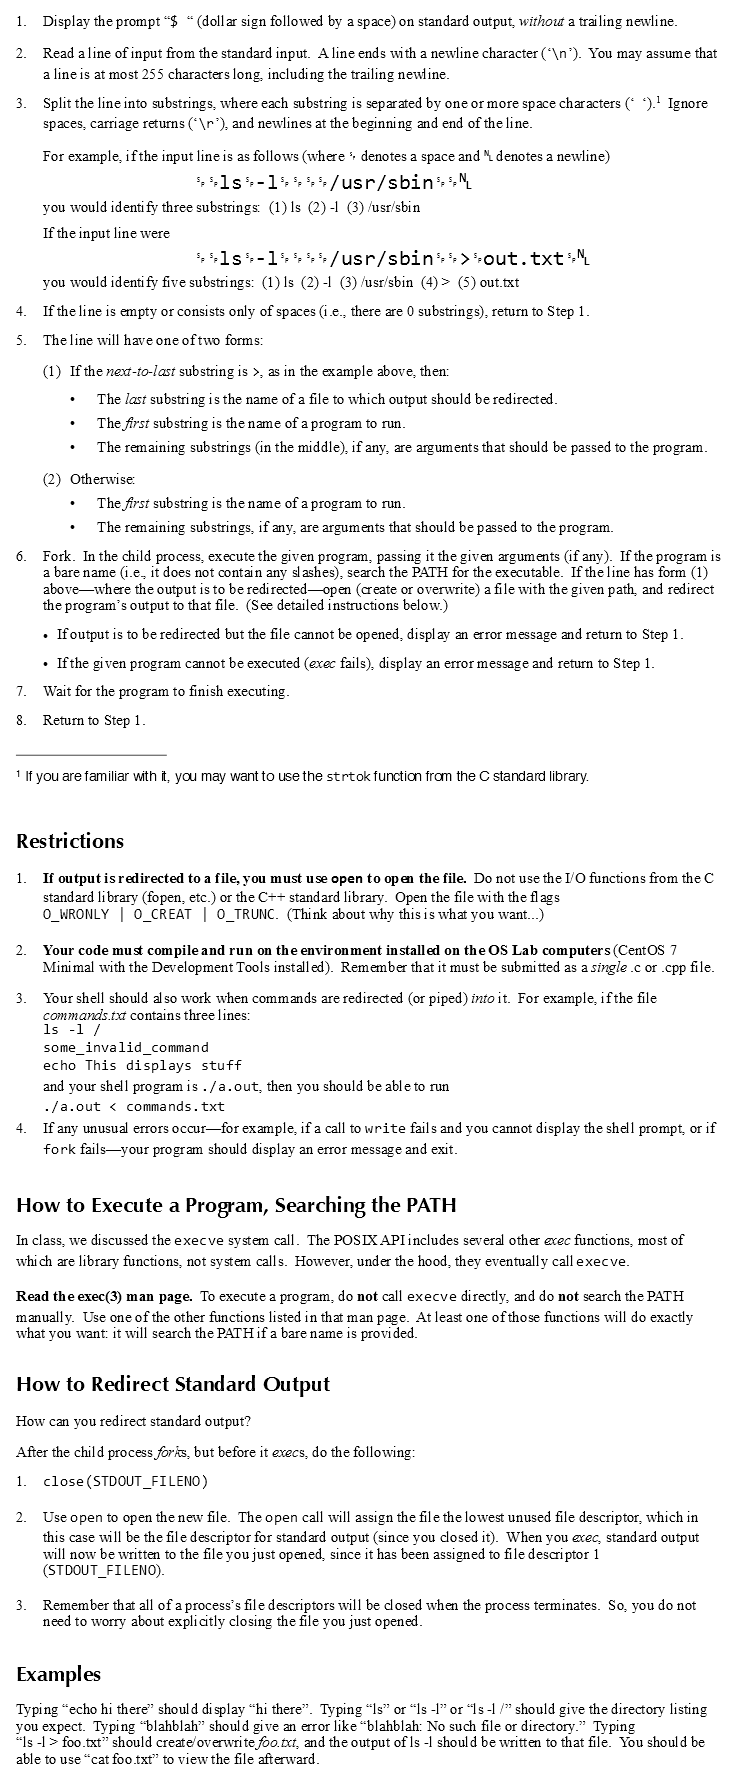 1. Display the prompt “$ “ (dollar sign followed by a space) on standard output, without a trailing newline.
2. Read a line of input from the standard input. A line ends with a newline character (‘\n’). You may assume that
a line is at most 255 characters long, including the trailing newline.
3. Split the line into substrings, where each substring is separated by one or more space characters (‘ ‘).1 Ignore
spaces, carriage returns (‘\r’), and newlines at the beginning and end of the line.
For example, if the input line is as follows (where ␠ denotes a space and ␤ denotes a newline)
␠␠ls␠-l␠␠␠␠/usr/sbin␠␠␤
you would identify three substrings: (1) ls (2) -l (3) /usr/sbin
If the input line were
␠␠ls␠-l␠␠␠␠/usr/sbin␠␠>␠out.txt␠␤
you would identify five substrings: (1) ls (2) -l (3) /usr/sbin (4) > (5) out.txt
4. If the line is empty or consists only of spaces (i.e., there are 0 substrings), return to Step 1.
5. The line will have one of two forms:
(1) If the next-to-last substring is >, as in the example above, then:
• The last substring is the name of a file to which output should be redirected.
• The first substring is the name of a program to run.
• The remaining substrings (in the middle), if any, are arguments that should be passed to the program.
(2) Otherwise:
• The first substring is the name of a program to run.
• The remaining substrings, if any, are arguments that should be passed to the program.
6. Fork. In the child process, execute the given program, passing it the given arguments (if any). If the program is
a bare name (i.e., it does not contain any slashes), search the PATH for the executable. If the line has form (1)
above—where the output is to be redirected—open (create or overwrite) a file with the given path, and redirect
the program’s output to that file. (See detailed instructions below.)
• If output is to be redirected but the file cannot be opened, display an error message and return to Step 1.
• If the given program cannot be executed (exec fails), display an error message and return to Step 1.
7. Wait for the program to finish executing.
8. Return to Step 1.
1 If you are familiar with it, you may want to use the strtok function from the C standard library.
Restrictions
1. If output is redirected to a file, you must use open to open the file. Do not use the I/O functions from the C
standard library (fopen, etc.) or the C++ standard library. Open the file with the flags
O_WRONLY | O_CREAT | O_TRUNC. (Think about why this is what you want...)
2. Your code must compile and run on the environment installed on the OS Lab computers (CentOS 7
Minimal with the Development Tools installed). Remember that it must be submitted as a single .c or .cpp file.
3. Your shell should also work when commands are redirected (or piped) into it. For example, if the file
commands.txt contains three lines:
ls -l /
some_invalid_command
echo This displays stuff
and your shell program is ./a.out, then you should be able to run
./a.out < commands.txt
4. If any unusual errors occur—for example, if a call to write fails and you cannot display the shell prompt, or if
fork fails—your program should display an error message and exit.
How to Execute a Program, Searching the PATH
In class, we discussed the execve system call. The POSIX API includes several other exec functions, most of
which are library functions, not system calls. However, under the hood, they eventually call execve.
Read the exec(3) man page. To execute a program, do not call execve directly, and do not search the PATH
manually. Use one of the other functions listed in that man page. At least one of those functions will do exactly
what you want: it will search the PATH if a bare name is provided.
How to Redirect Standard Output
How can you redirect standard output?
After the child process forks, but before it execs, do the following:
1. close(STDOUT_FILENO)
2. Use open to open the new file. The open call will assign the file the lowest unused file descriptor, which in
this case will be the file descriptor for standard output (since you closed it). When you exec, standard output
will now be written to the file you just opened, since it has been assigned to file descriptor 1
(STDOUT_FILENO).
3. Remember that all of a process’s file descriptors will be closed when the process terminates. So, you do not
need to worry about explicitly closing the file you just opened.
Examples
Typing “echo hi there” should display “hi there”. Typing “ls” or “ls -l” or “ls -l /” should give the directory listing
you expect. Typing “blahblah” should give an error like “blahblah: No such file or directory.” Typing
“ls -l > foo.txt” should create/overwrite foo.txt, and the output of ls -l should be written to that file. You should be
able to use “cat foo.txt” to view the file afterward.